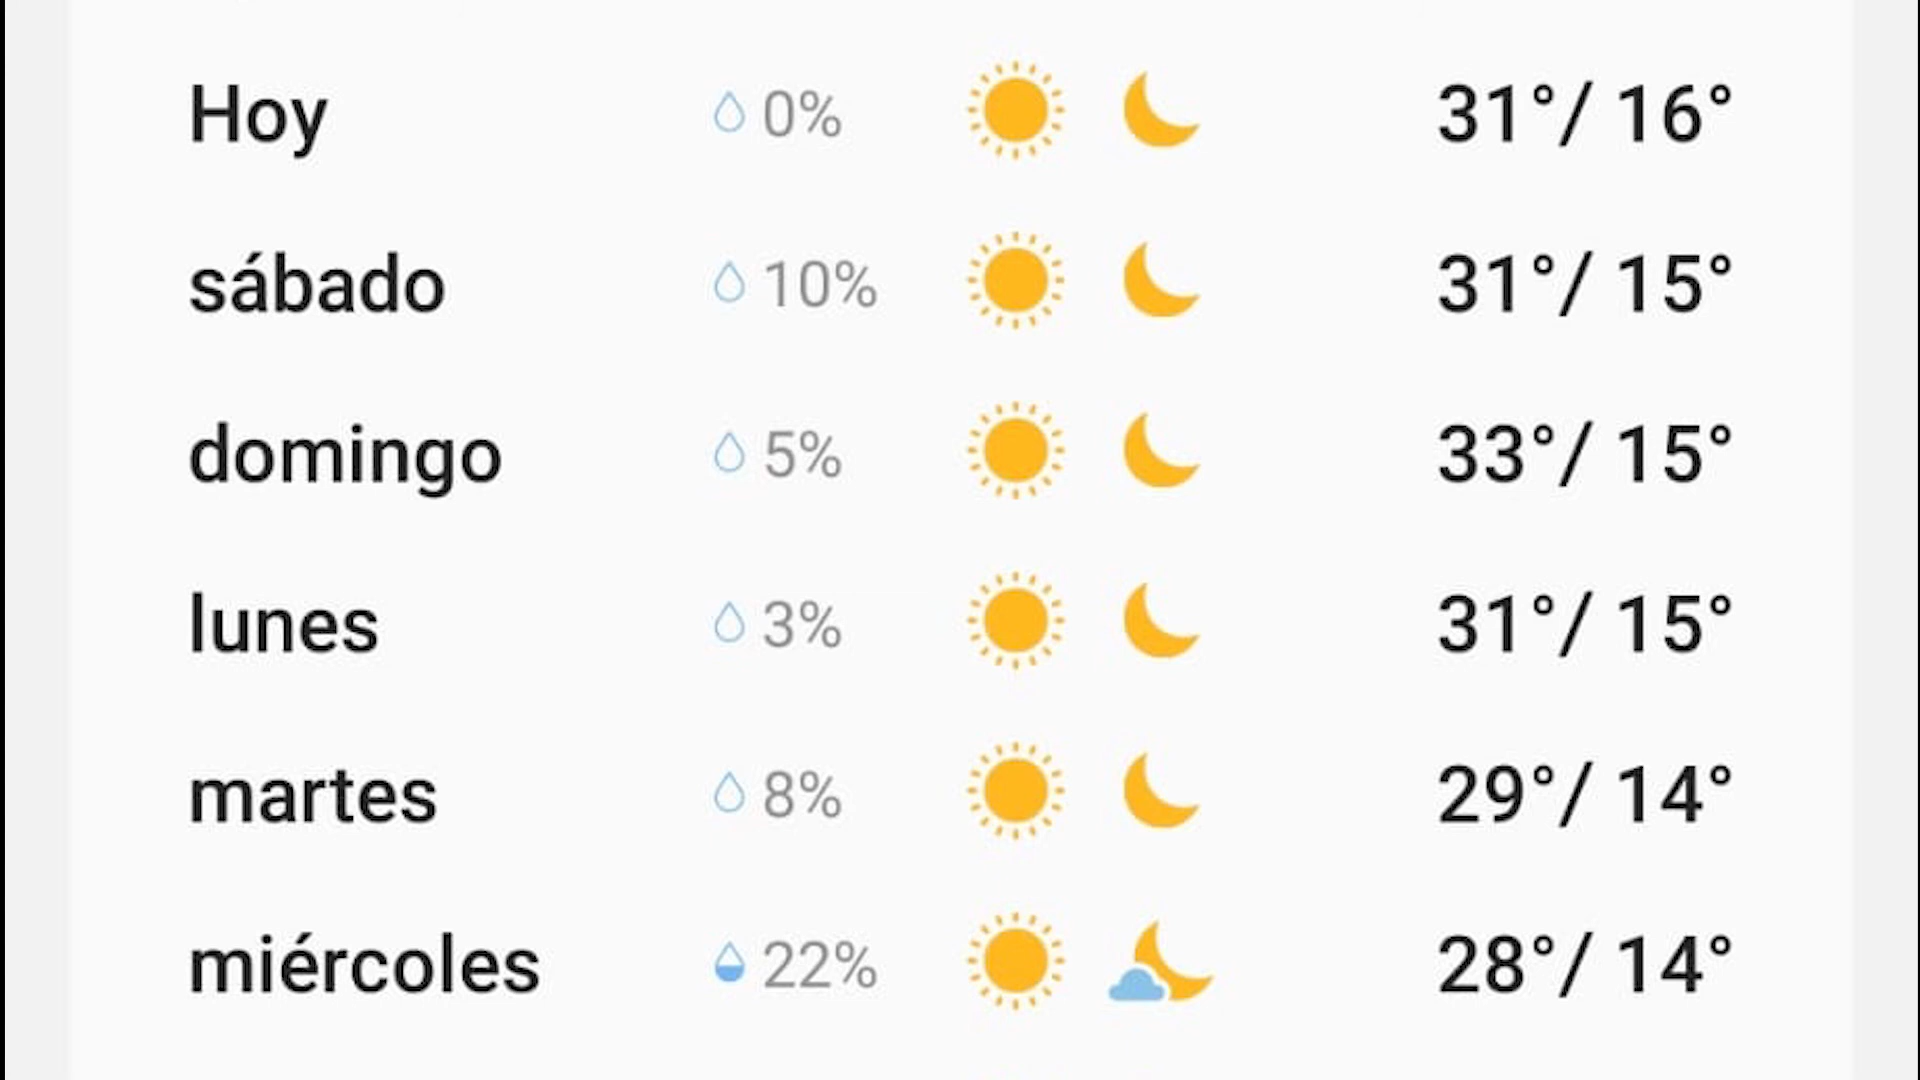 Hoy 0% 31°/ 16°
sábado 10% 31°/ 15°
domingo 5% 33°/ 15°
lunes 3% 31°/ 15°
martes 8% 29°/ 14°
miércoles 22% 28°/ 14°